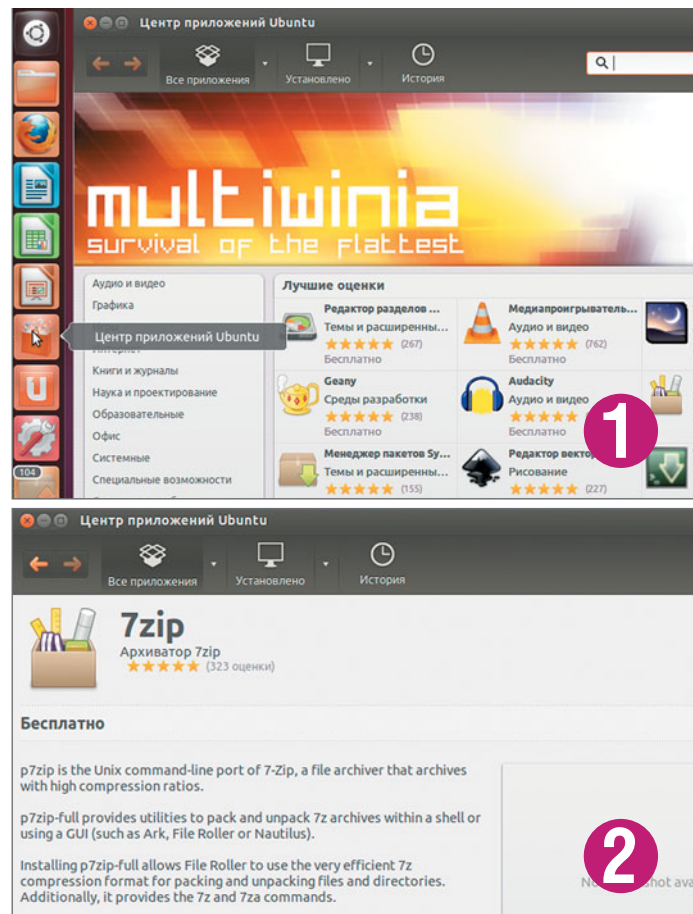 Центр приложений Ubuntu
Все приложения
Установлено
История
multiwinia
survival of the flattest
Аудио и видео
Графика
Центр приложений Ubuntu
Книги и журналы
Наука и проектирование
Образовательные
Офис
Системные
Специальные возможности
104
Лучшие оценки
Редактор разделов ...
Темы и расширенны...
(267)
Бесплатно
Медиапроигрыватель...
Аудио и видео
(762)
Бесплатно
Geany
Среды разработки
(238)
Бесплатно
Audacity
Аудио и видео
Бесплатно
Менеджер пакетов Sy...
Темы и расширенны...
(155)
Редактор
Рисование
(227)
1
Центр приложений Ubuntu
Все приложения
Установлено
История
7zip
Архиватор 7zip
(323 оценки)
Бесплатно
p7zip is the Unix command-line port of 7-Zip, a file archiver that archives
with high compression ratios.
p7zip-full provides utilities to pack and unpack 7z archives within a shell or
using a GUI (such as Ark, File Roller or Nautilus).
Installing p7zip-full allows File Roller to use the very efficient 7z
compression format for packing and unpacking files and directories.
Additionally, it provides the 7z and 7za commands.
2